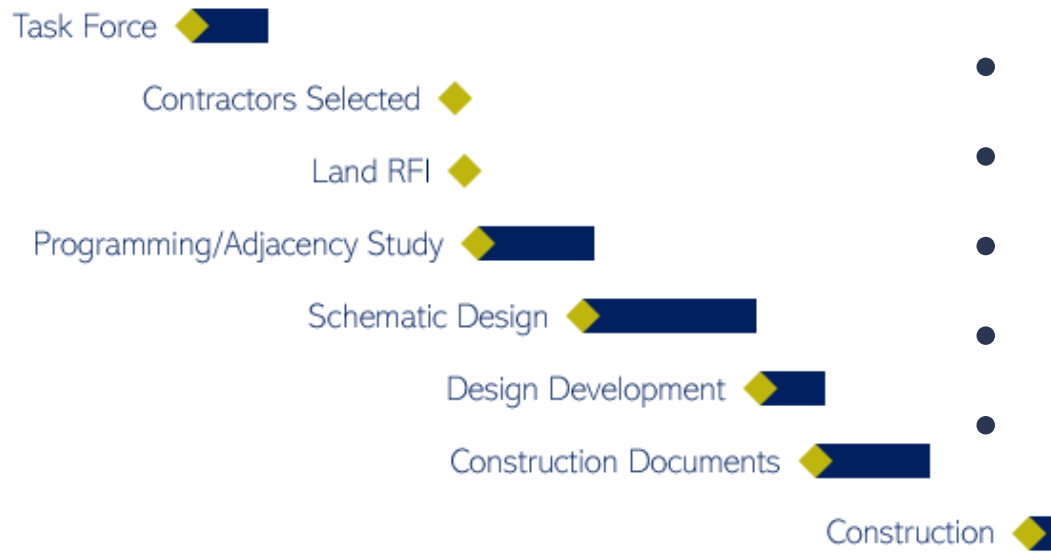 Task Force
Contractors Selected
Land RFI
Programming/Adjacency Study
Schematic Design
Design Development
Construction Documents
Construction